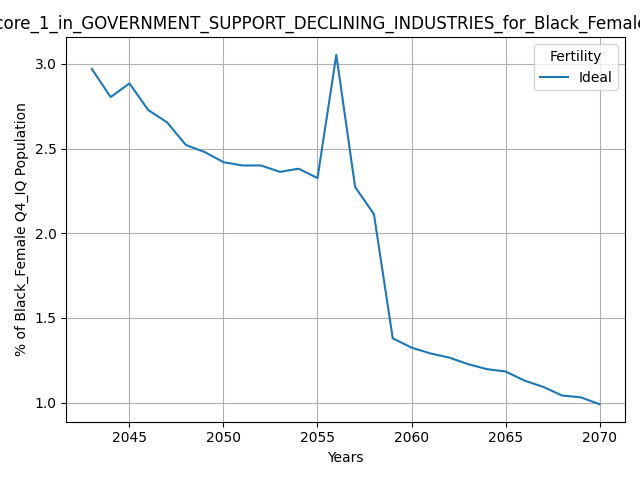 core_1_in_GOVERNMENT_SUPPORT_DECLINING_INDUSTRIES_for_Black_Female
Fertility
Ideal
% of Black_Female Q4_IQ Population
3.0
2.5
2.0
1.5
1.0
2045 2050 2055 2060 2065 2070
Years